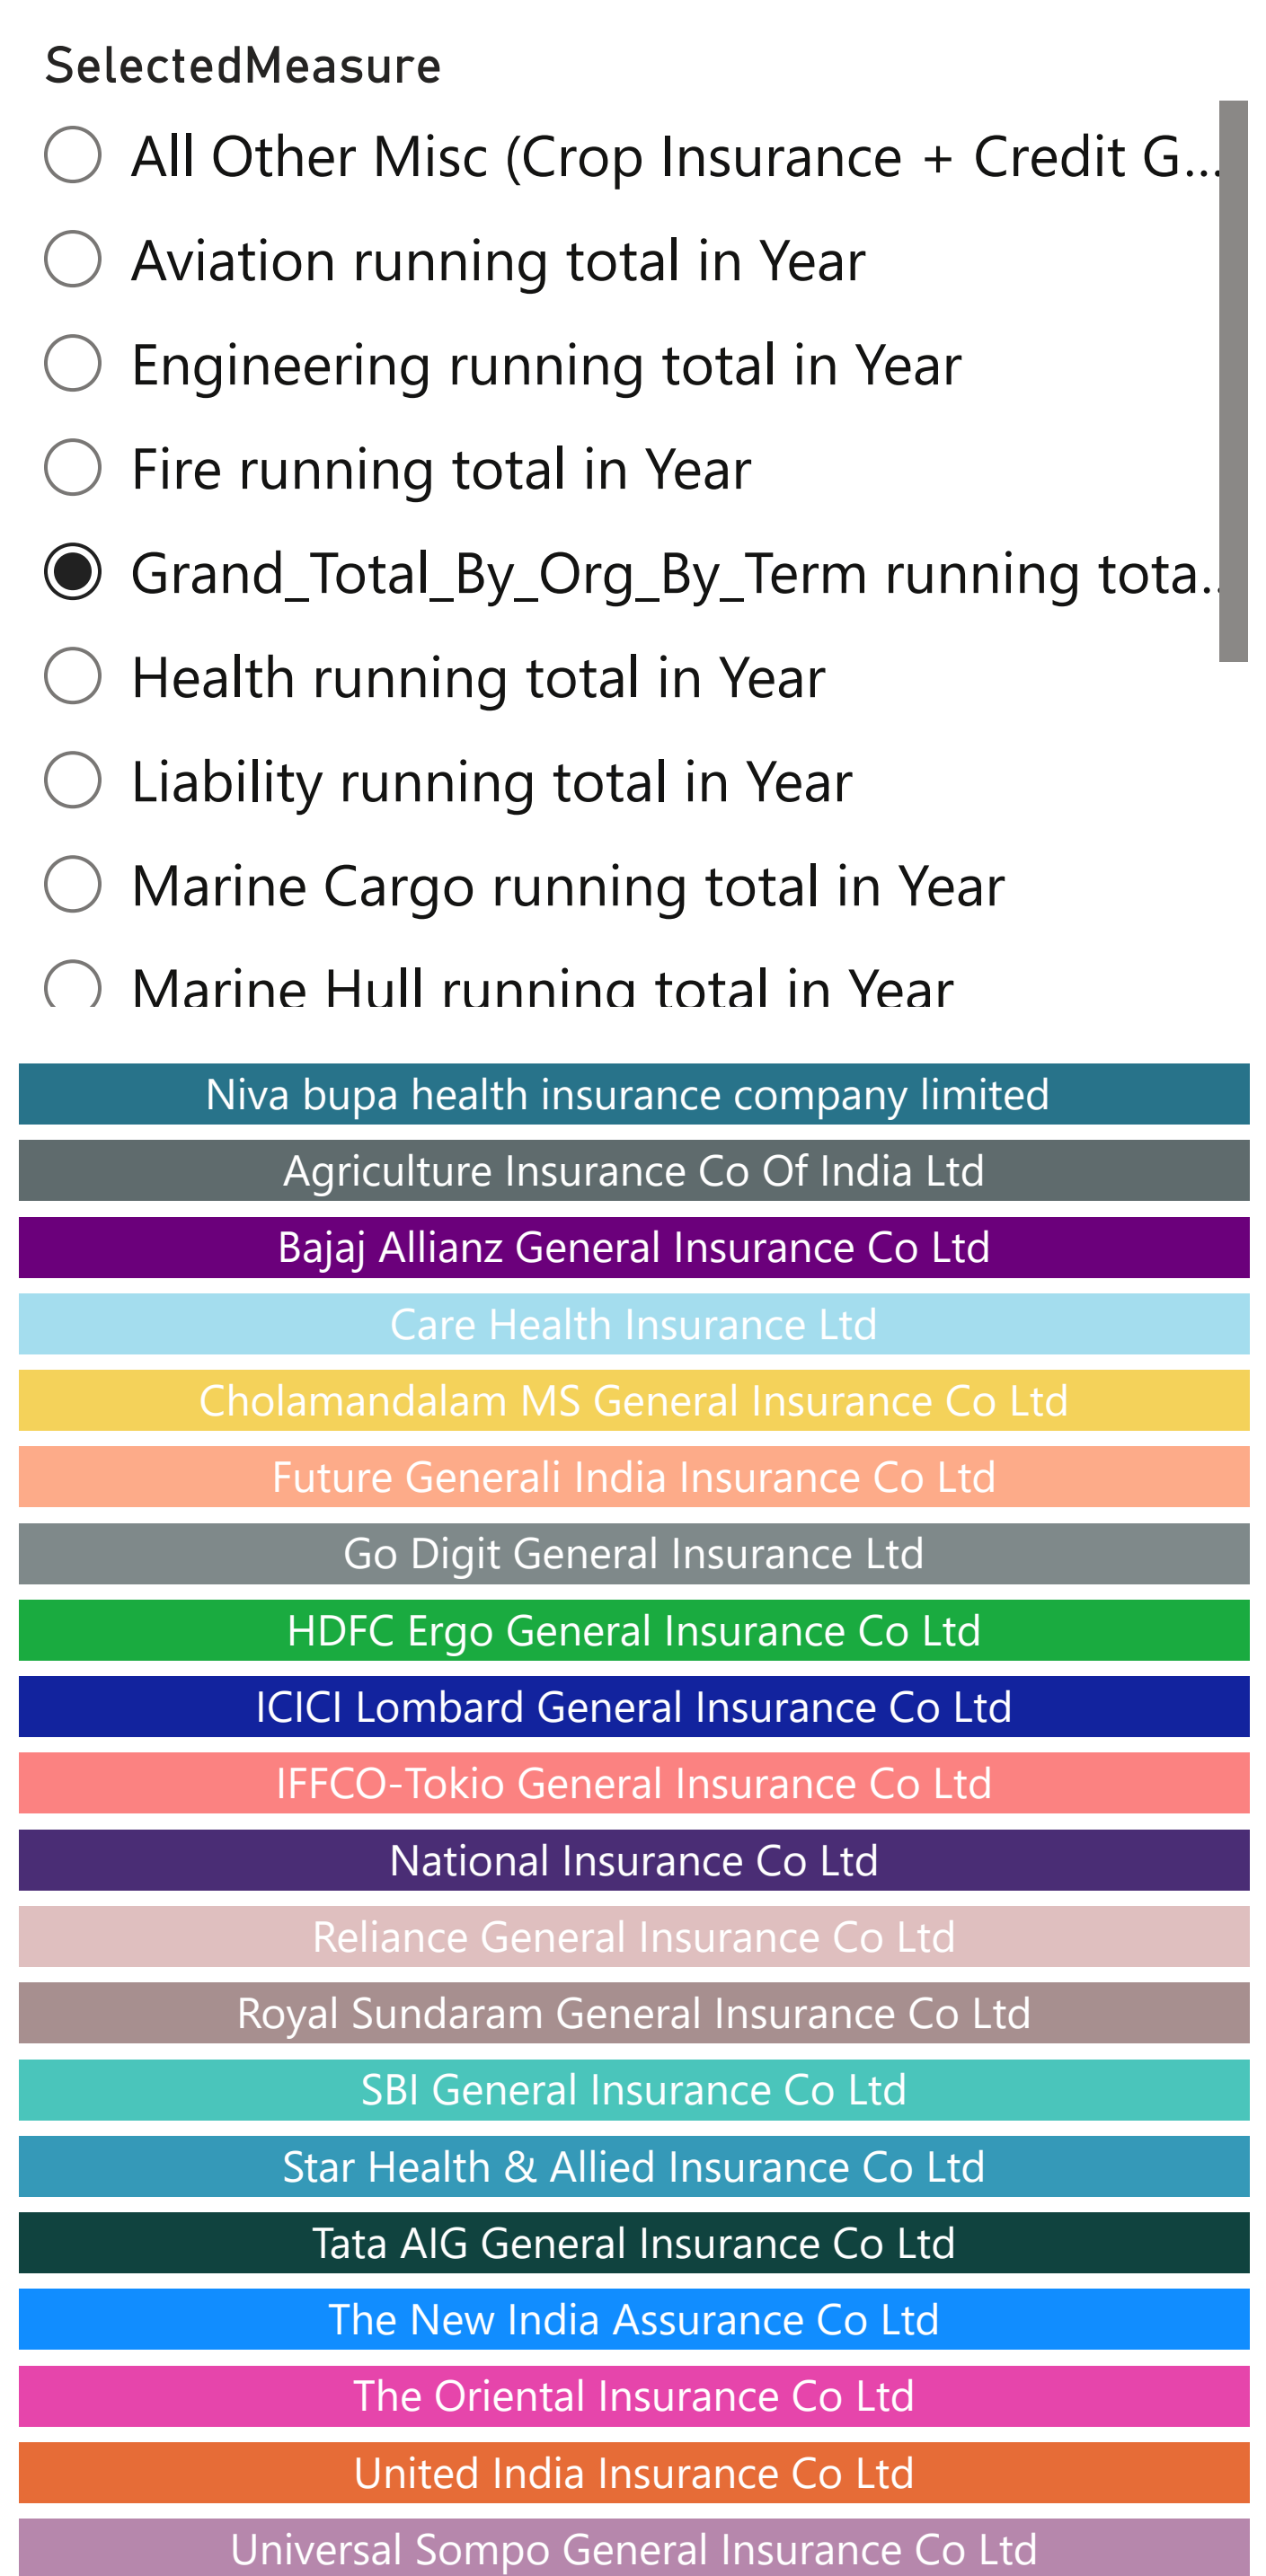 SelectedMeasure
All Other Misc (Crop Insurance + Credit G...
Aviation running total in Year
Engineering running total in Year
Fire running total in Year
Grand_Total_By_Org_By_Term running tota...
Health running total in Year
Liability running total in Year
Marine Cargo running total in Year
Marine Hull running total in Year
Niva bupa health insurance company limited
Agriculture Insurance Co Of India Ltd
Bajaj Allianz General Insurance Co Ltd
Care Health Insurance Ltd
Cholamandalam MS General Insurance Co Ltd
Future Generali India Insurance Co Ltd
Go Digit General Insurance Ltd
HDFC Ergo General Insurance Co Ltd
ICICI Lombard General Insurance Co Ltd
IFFCO-Tokio General Insurance Co Ltd
National Insurance Co Ltd
Reliance General Insurance Co Ltd
Royal Sundaram General Insurance Co Ltd
SBI General Insurance Co Ltd
Star Health & Allied Insurance Co Ltd
Tata AIG General Insurance Co Ltd
The New India Assurance Co Ltd
The Oriental Insurance Co Ltd
United India Insurance Co Ltd
Universal Sompo General Insurance Co Ltd